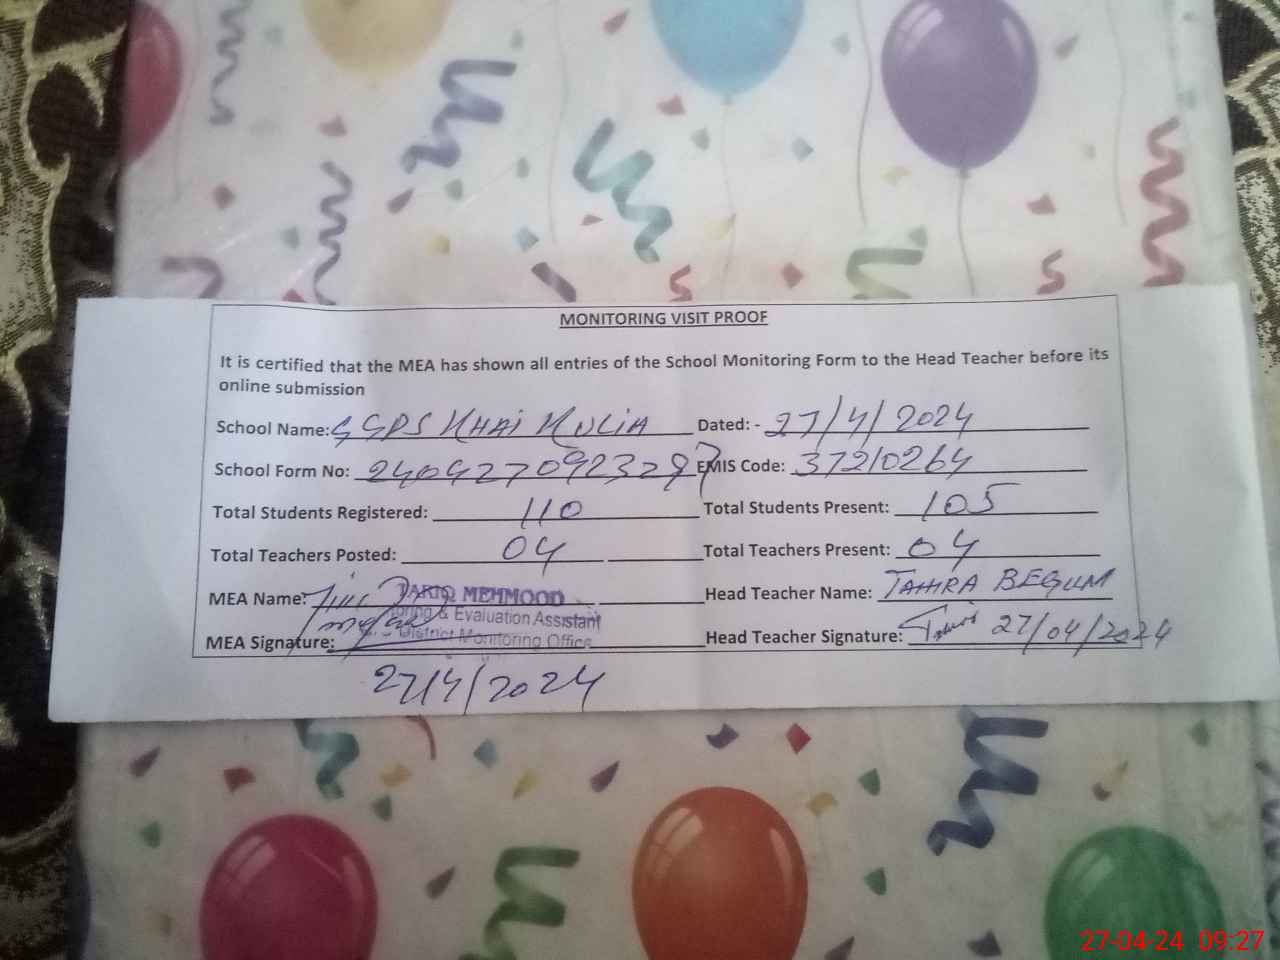 MONITORING VISIT PROOF
It is certified that the MEA has shown all entries of the School Monitoring Form to the Head Teacher before its
online submission
School Name: GGPS KHAI KULIA Dated: - 27/4/2024
School Form No: 240427092329 EMIS Code: 37210264
Total Students Registered: 110 Total Students Present: 105
Total Teachers Posted: 04 Total Teachers Present: 04
MEA Name: TARIQ MEHMOOD Head Teacher Name: TAHIRA BEGUM
& Evaluation Assistant
MEA Signature: District Monitoring Office Head Teacher Signature: 27/04/2024
27/4/2024
27-04-24 09:27